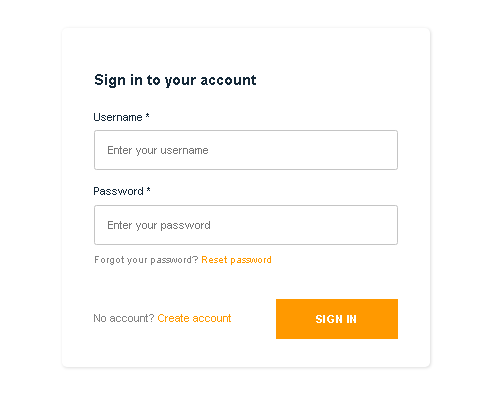 Sign in to your account
Username *
Enter your username
Password *
Enter your password
Forgot your password? Reset password
No account? Create account
SIGN IN